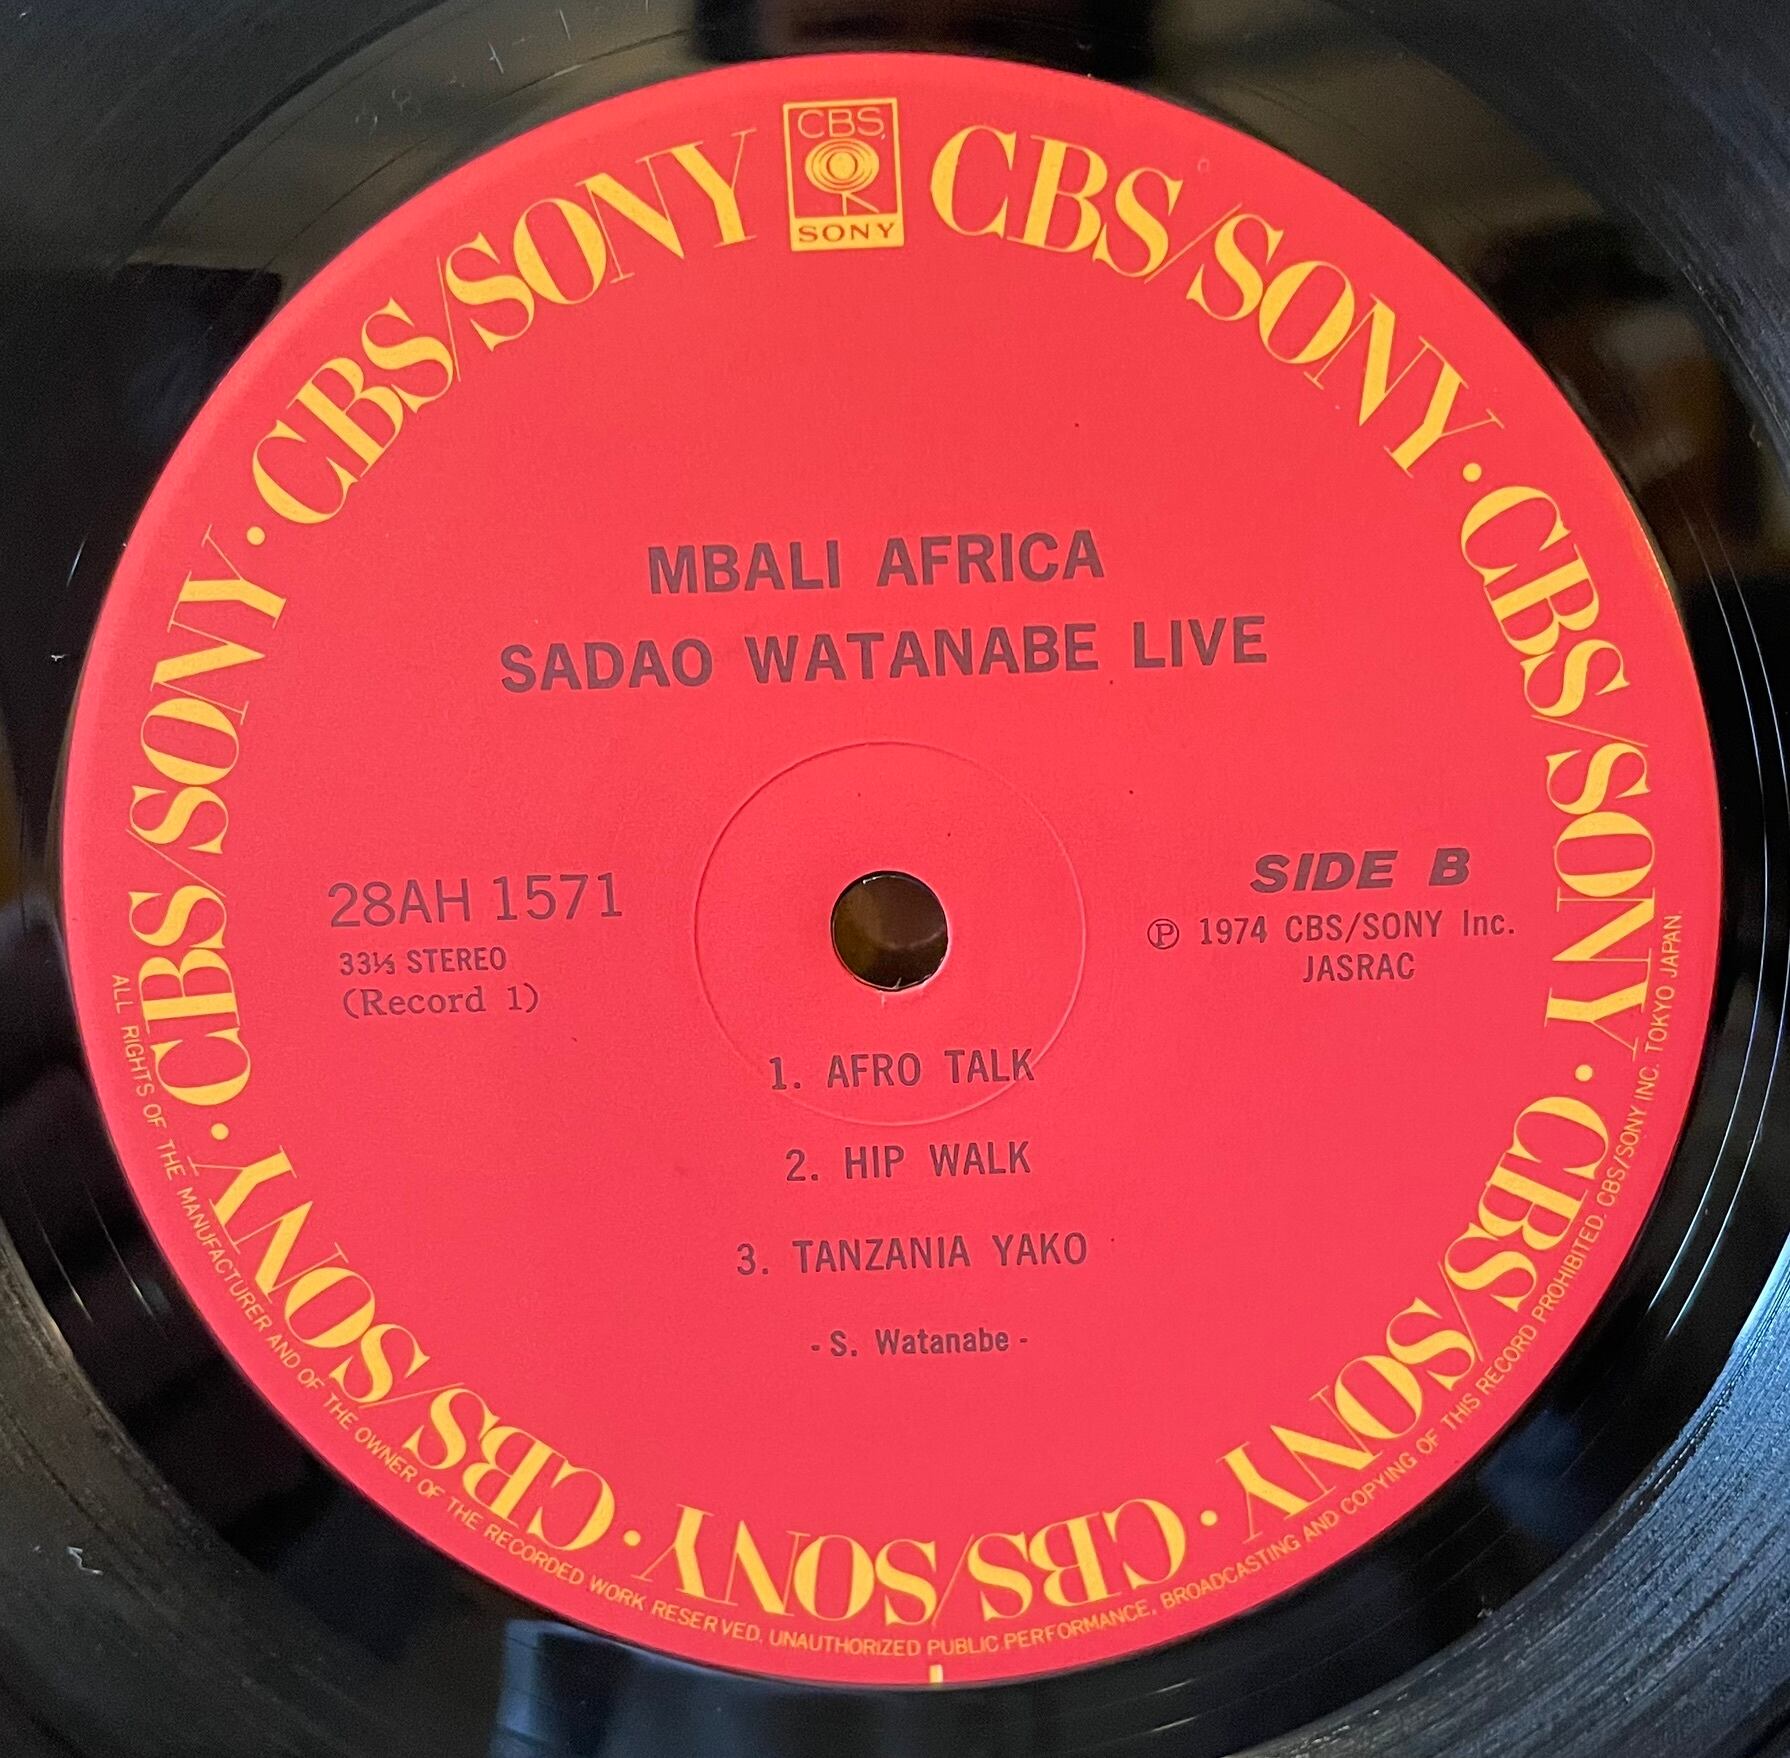 CBS
SONY
CBS/SONY · CBS/SONY · CBS/SONY · CBS/SONY · CBS/SONY · CBS/SONY · CBS/SONY
MBALI AFRICA
SADAO WATANABE LIVE
28AH 1571
33⅓ STEREO
(Record 1)
SIDE B
℗ 1974 CBS/SONY Inc.
JASRAC
1. AFRO TALK
2. HIP WALK
3. TANZANIA YAKO
- S. Watanabe -
ALL RIGHTS OF THE MANUFACTURER AND OF THE OWNER OF THE RECORDED WORK RESERVED. UNAUTHORIZED PUBLIC PERFORMANCE, BROADCASTING AND COPYING OF THIS RECORD PROHIBITED. CBS/SONY INC. TOKYO JAPAN.